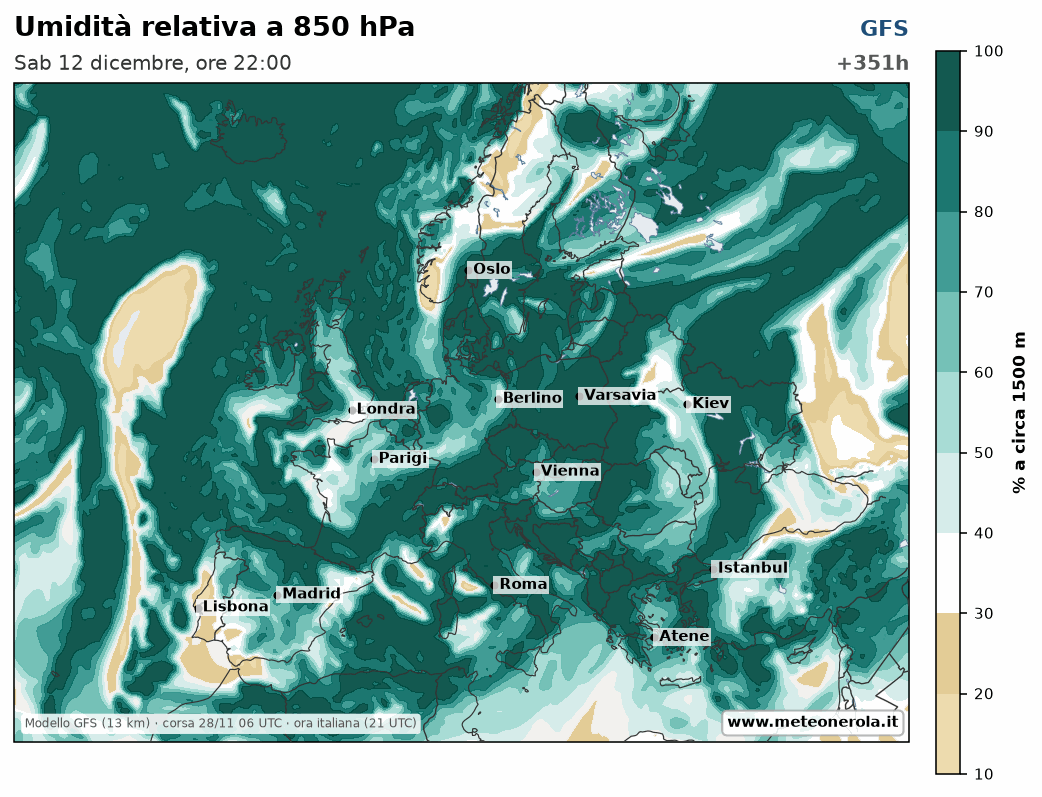 Umidità relativa a 850 hPa
GFS
Sab 12 dicembre, ore 22:00
+351h
100
90
80
70
60
50
40
30
20
10
% a circa 1500 m
Oslo
Berlino
Varsavia
Kiev
Londra
Parigi
Vienna
Istanbul
Roma
Madrid
Lisbona
Atene
Modello GFS (13 km) · corsa 28/11 06 UTC · ora italiana (21 UTC)
www.meteonerola.it